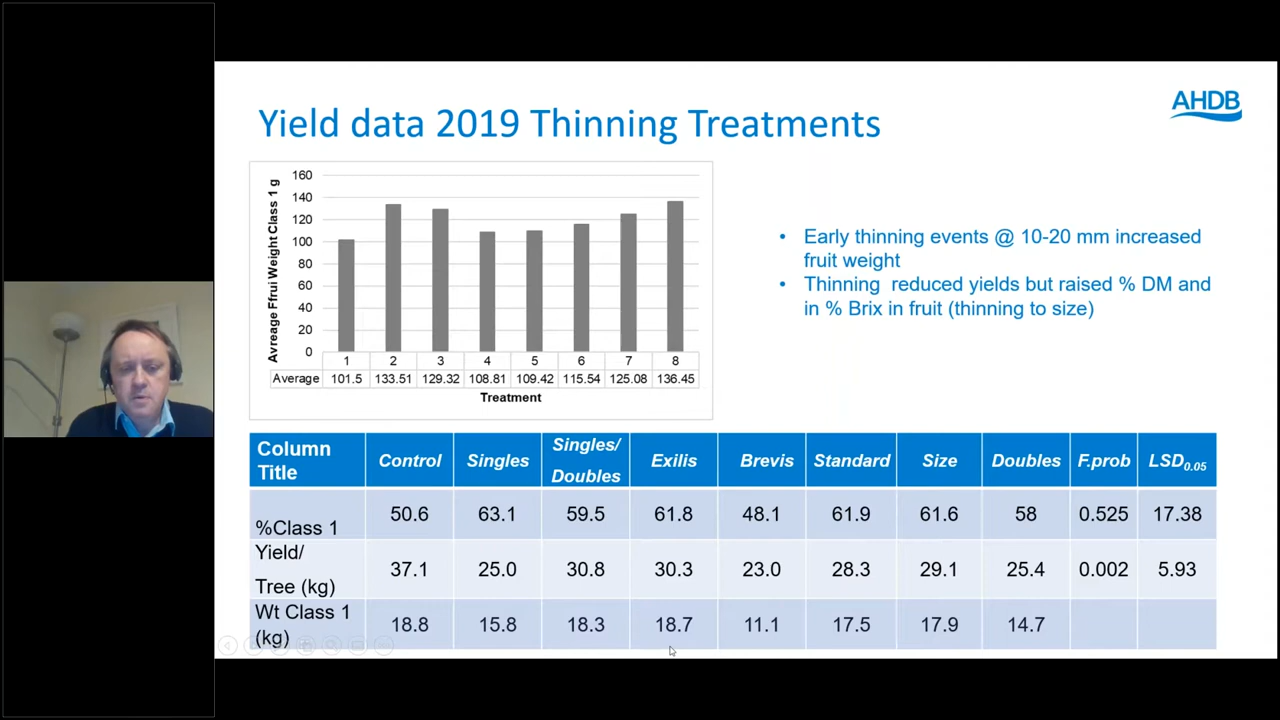 AHDB
Yield data 2019 Thinning Treatments
Avreage Ffrui Weight Class 1 g
160
140
120
100
80
60
40
20
0
1 2 3 4 5 6 7 8
Average 101.5 133.51 129.32 108.81 109.42 115.54 125.08 136.45
Treatment
• Early thinning events @ 10-20 mm increased
fruit weight
• Thinning reduced yields but raised % DM and
in % Brix in fruit (thinning to size)
Column
Title
Control
Singles
Singles/
Doubles
Exilis
Brevis
Standard
Size
Doubles
F.prob
LSD0.05
%Class 1 50.6 63.1 59.5 61.8 48.1 61.9 61.6 58 0.525 17.38
Yield/
Tree (kg) 37.1 25.0 30.8 30.3 23.0 28.3 29.1 25.4 0.002 5.93
Wt Class 1
(kg) 18.8 15.8 18.3 18.7 11.1 17.5 17.9 14.7